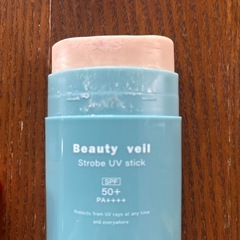 Beauty veil
Strobe UV stick
SPF
50+
PA++++
Protects from UV rays at any time
and everywhere